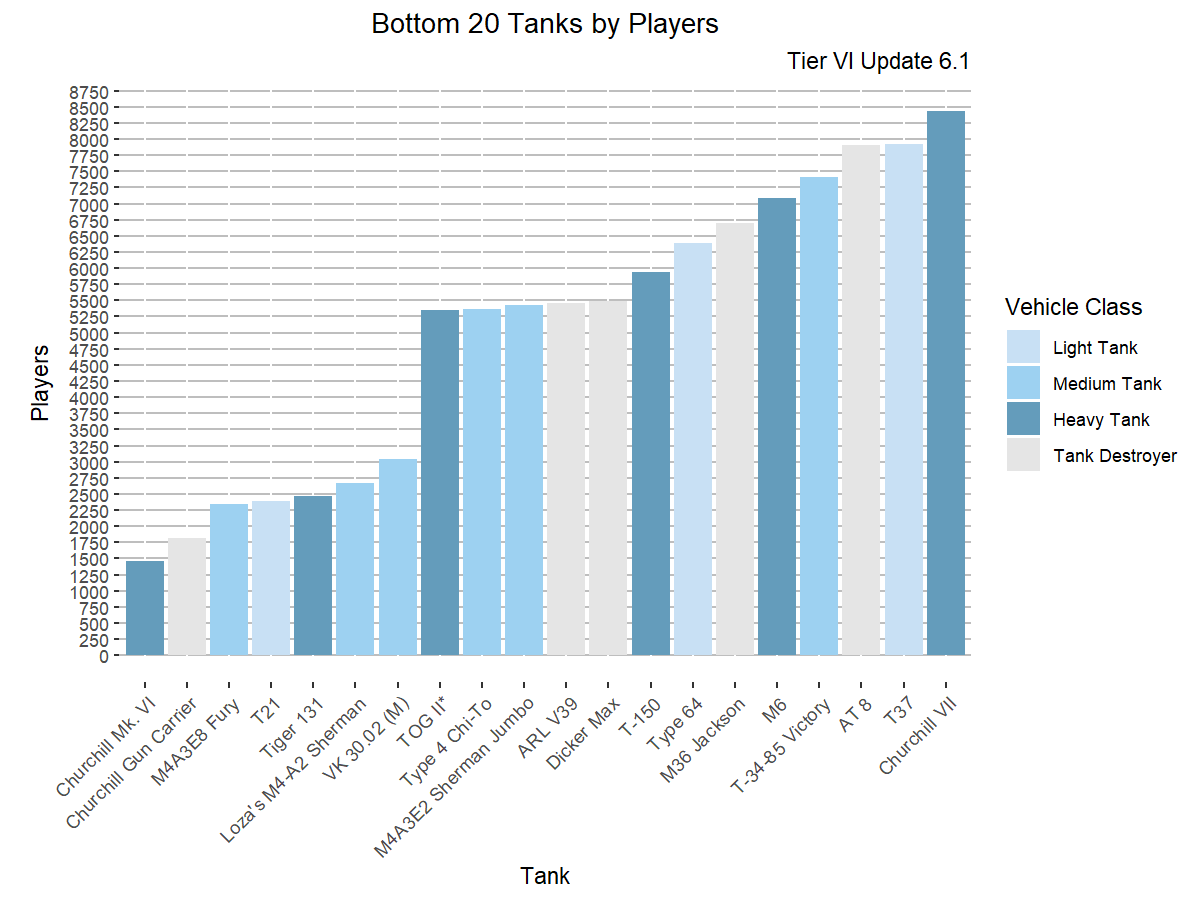 Bottom 20 Tanks by Players
Tier VI Update 6.1
Players
8750
8500
8250
8000
7750
7500
7250
7000
6750
6500
6250
6000
5750
5500
5250
5000
4750
4500
4250
4000
3750
3500
3250
3000
2750
2500
2250
2000
1750
1500
1250
1000
750
500
250
0
Churchill Mk. VI
Churchill Gun Carrier
M4A3E8 Fury
T21
Tiger 131
Loza's M4-A2 Sherman
VK 30.02 (M)
TOG II*
Type 4 Chi-To
M4A3E2 Sherman Jumbo
ARL V39
Dicker Max
T-150
Type 64
M36 Jackson
M6
T-34-85 Victory
AT 8
T37
Churchill VII
Tank
Vehicle Class
Light Tank
Medium Tank
Heavy Tank
Tank Destroyer